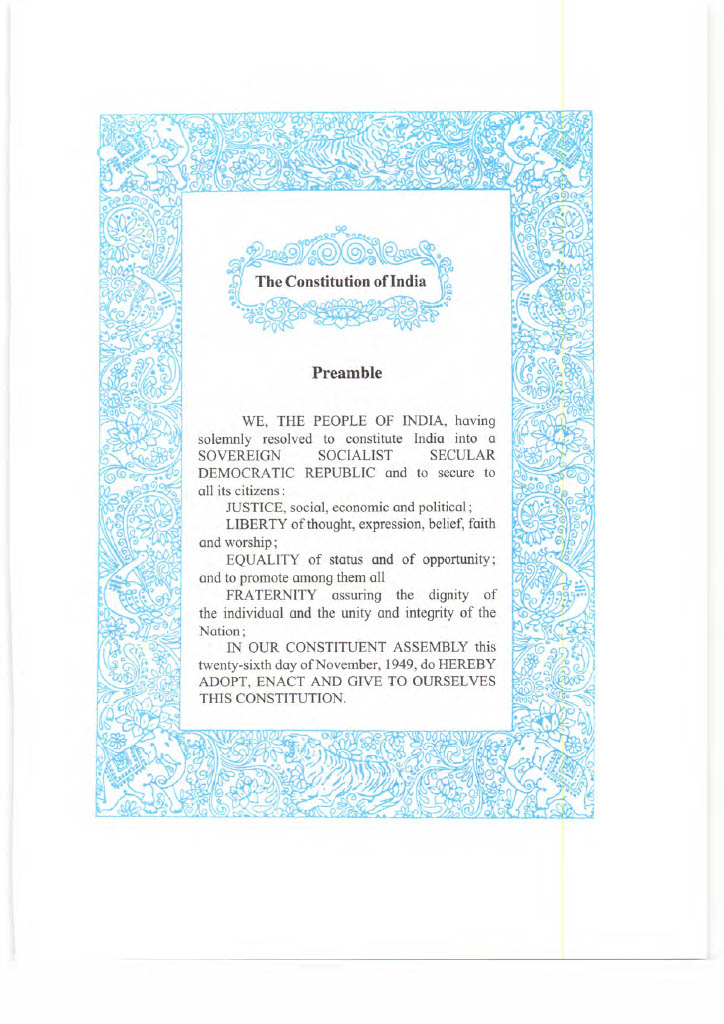 The Constitution of India
Preamble
WE, THE PEOPLE OF INDIA, having
solemnly resolved to constitute India into a
SOVEREIGN SOCIALIST SECULAR
DEMOCRATIC REPUBLIC and to secure to
all its citizens :
JUSTICE, social, economic and political ;
LIBERTY of thought, expression, belief, faith
and worship ;
EQUALITY of status and of opportunity ;
and to promote among them all
FRATERNITY assuring the dignity of
the individual and the unity and integrity of the
Nation ;
IN OUR CONSTITUENT ASSEMBLY this
twenty-sixth day of November, 1949, do HEREBY
ADOPT, ENACT AND GIVE TO OURSELVES
THIS CONSTITUTION.